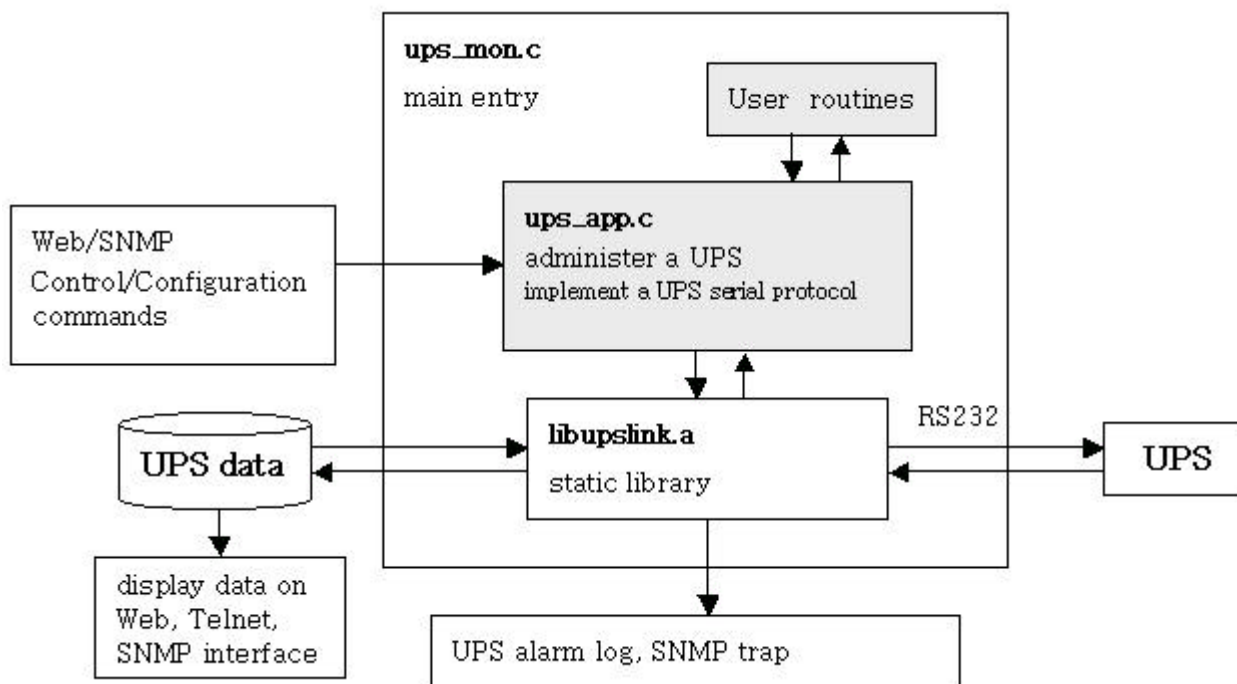 ups_mon.c
main entry
User routines
ups_app.c
administer a UPS
implement a UPS serial protocol
Web/SNMP
Control/Configuration
commands
libupslink.a
static library
RS232
UPS
UPS data
display data on
Web, Telnet,
SNMP interface
UPS alarm log, SNMP trap